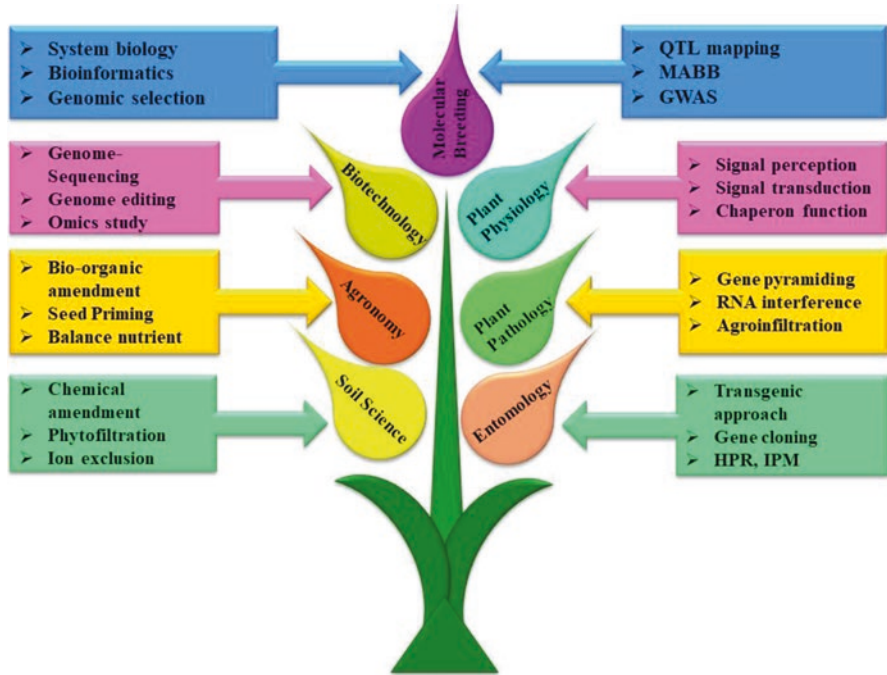 ➢ System biology
➢ Bioinformatics
➢ Genomic selection
➢ QTL mapping
➢ MABB
➢ GWAS
Molecular
Breeding
➢ Genome-
Sequencing
➢ Genome editing
➢ Omics study
Biotechnology
Plant
Physiology
➢ Signal perception
➢ Signal transduction
➢ Chaperon function
➢ Bio-organic
amendment
➢ Seed Priming
➢ Balance nutrient
Agronomy
Plant
Pathology
➢ Gene pyramiding
➢ RNA interference
➢ Agroinfiltration
➢ Chemical
amendment
➢ Phytofiltration
➢ Ion exclusion
Soil Science
Entomology
➢ Transgenic
approach
➢ Gene cloning
➢ HPR, IPM